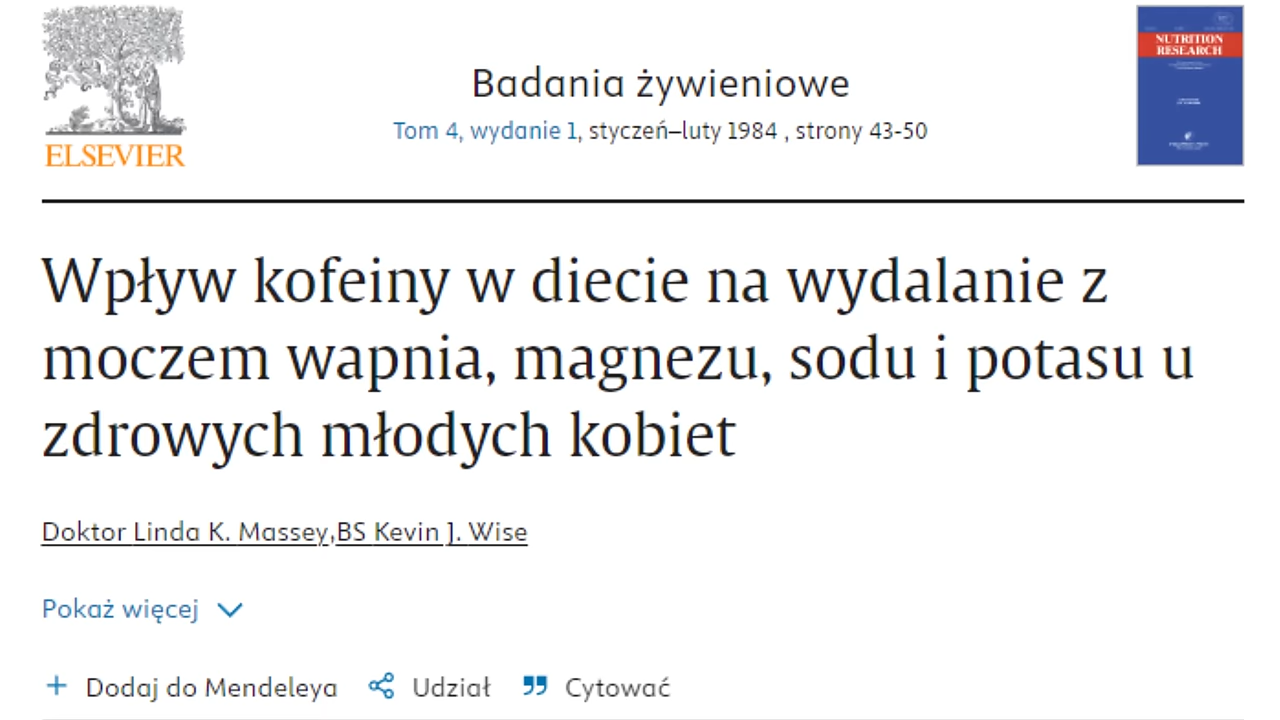 ELSEVIER
Badania żywieniowe
Tom 4, wydanie 1, styczeń–luty 1984 , strony 43-50
NUTRITION
RESEARCH
Wpływ kofeiny w diecie na wydalanie z
moczem wapnia, magnezu, sodu i potasu u
zdrowych młodych kobiet
Doktor Linda K. Massey,BS Kevin J. Wise
Pokaż więcej
Dodaj do Mendeleya Udział Cytować